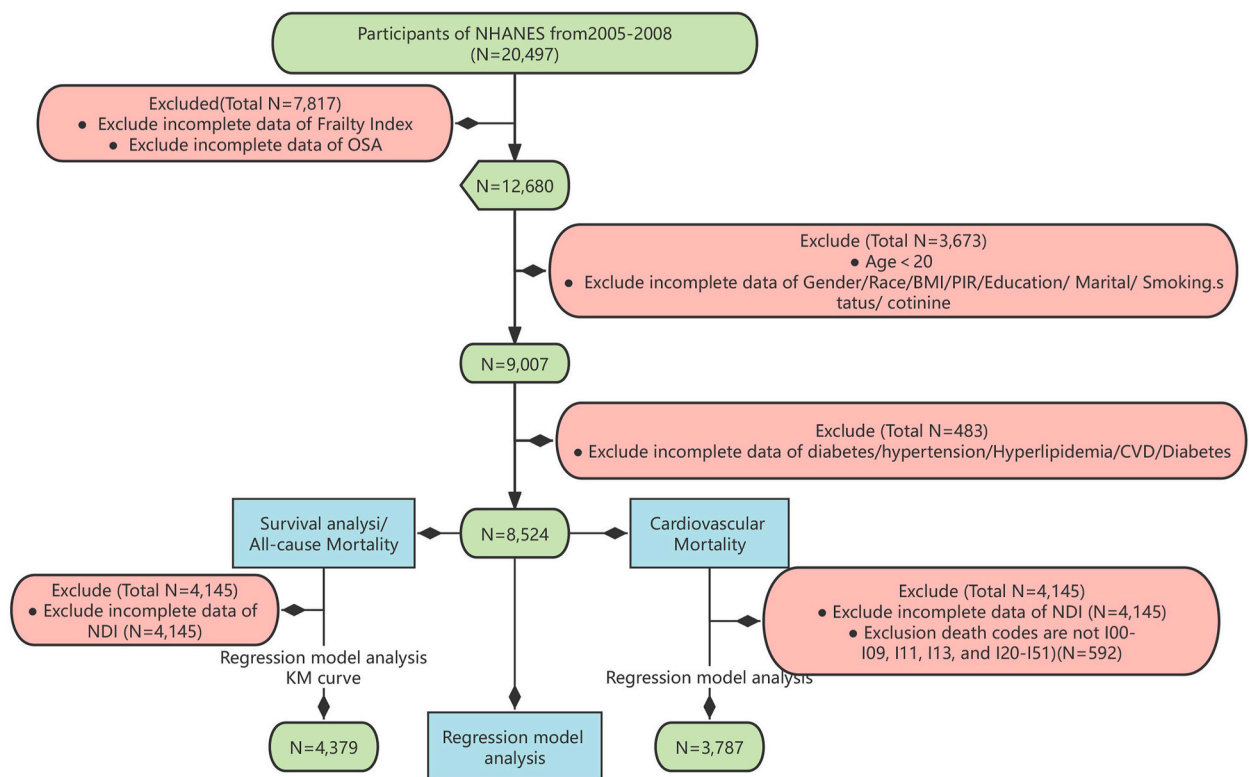 Participants of NHANES from2005-2008
(N=20,497)
Excluded(Total N=7,817)
● Exclude incomplete data of Frailty Index
● Exclude incomplete data of OSA
N=12,680
Exclude (Total N=3,673)
● Age < 20
● Exclude incomplete data of Gender/Race/BMI/PIR/Education/ Marital/ Smoking.s
tatus/ cotinine
N=9,007
Exclude (Total N=483)
● Exclude incomplete data of diabetes/hypertension/Hyperlipidemia/CVD/Diabetes
Survival analysi/
All-cause Mortality
N=8,524
Cardiovascular
Mortality
Exclude (Total N=4,145)
● Exclude incomplete data of
NDI (N=4,145)
Exclude (Total N=4,145)
● Exclude incomplete data of NDI (N=4,145)
● Exclusion death codes are not I00-
I09, I11, I13, and I20-I51)(N=592)
Regression model analysis
KM curve
Regression model analysis
N=4,379
Regression model
analysis
N=3,787